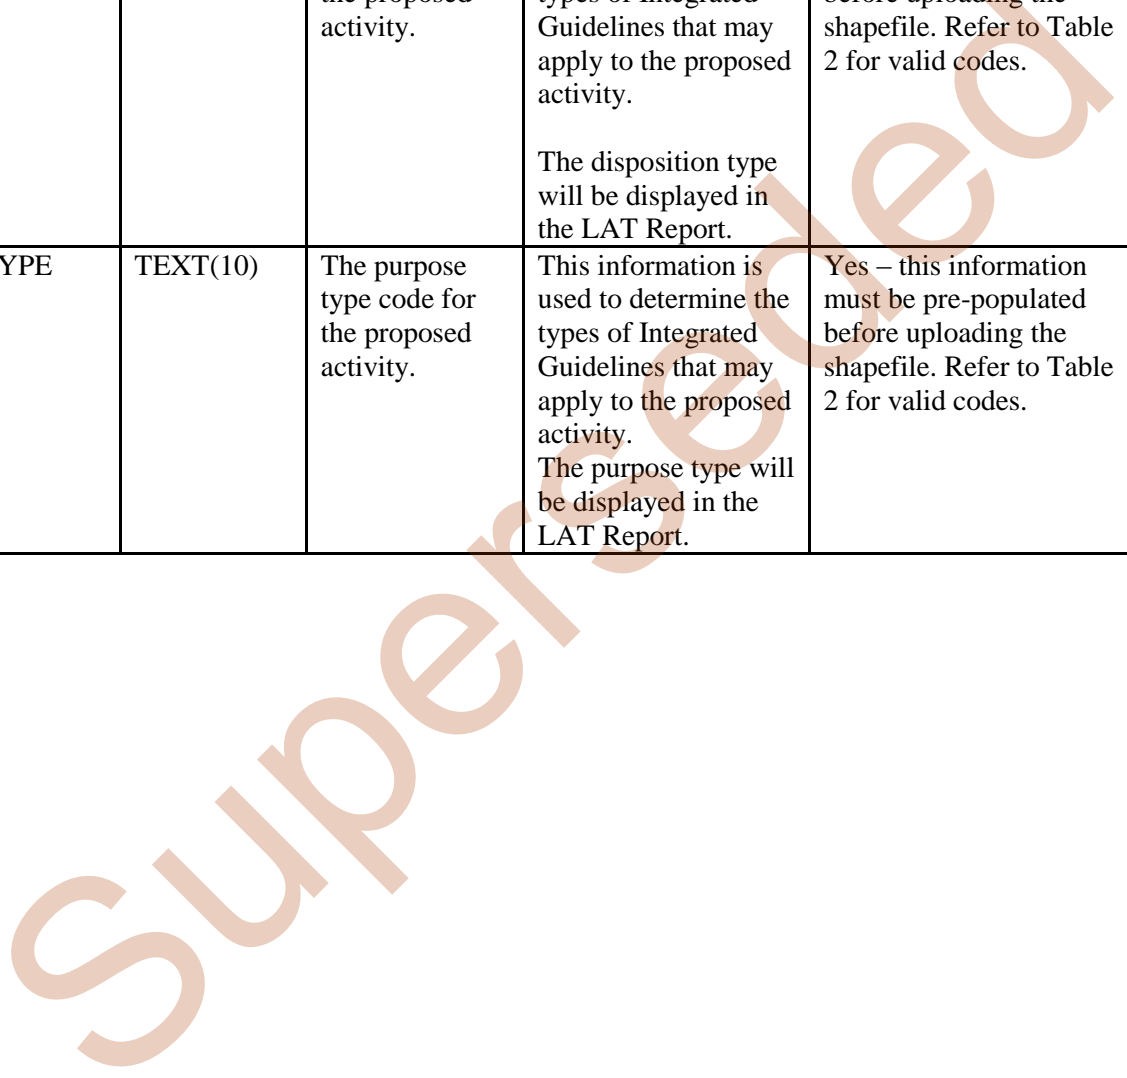 the proposed
activity.
types of Integrated
Guidelines that may
apply to the proposed
activity.
The disposition type
will be displayed in
the LAT Report.
before uploading the
shapefile. Refer to Table
2 for valid codes.
YPE
TEXT(10)
The purpose
type code for
the proposed
activity.
This information is
used to determine the
types of Integrated
Guidelines that may
apply to the proposed
activity.
The purpose type will
be displayed in the
LAT Report.
Yes – this information
must be pre-populated
before uploading the
shapefile. Refer to Table
2 for valid codes.
Superseded